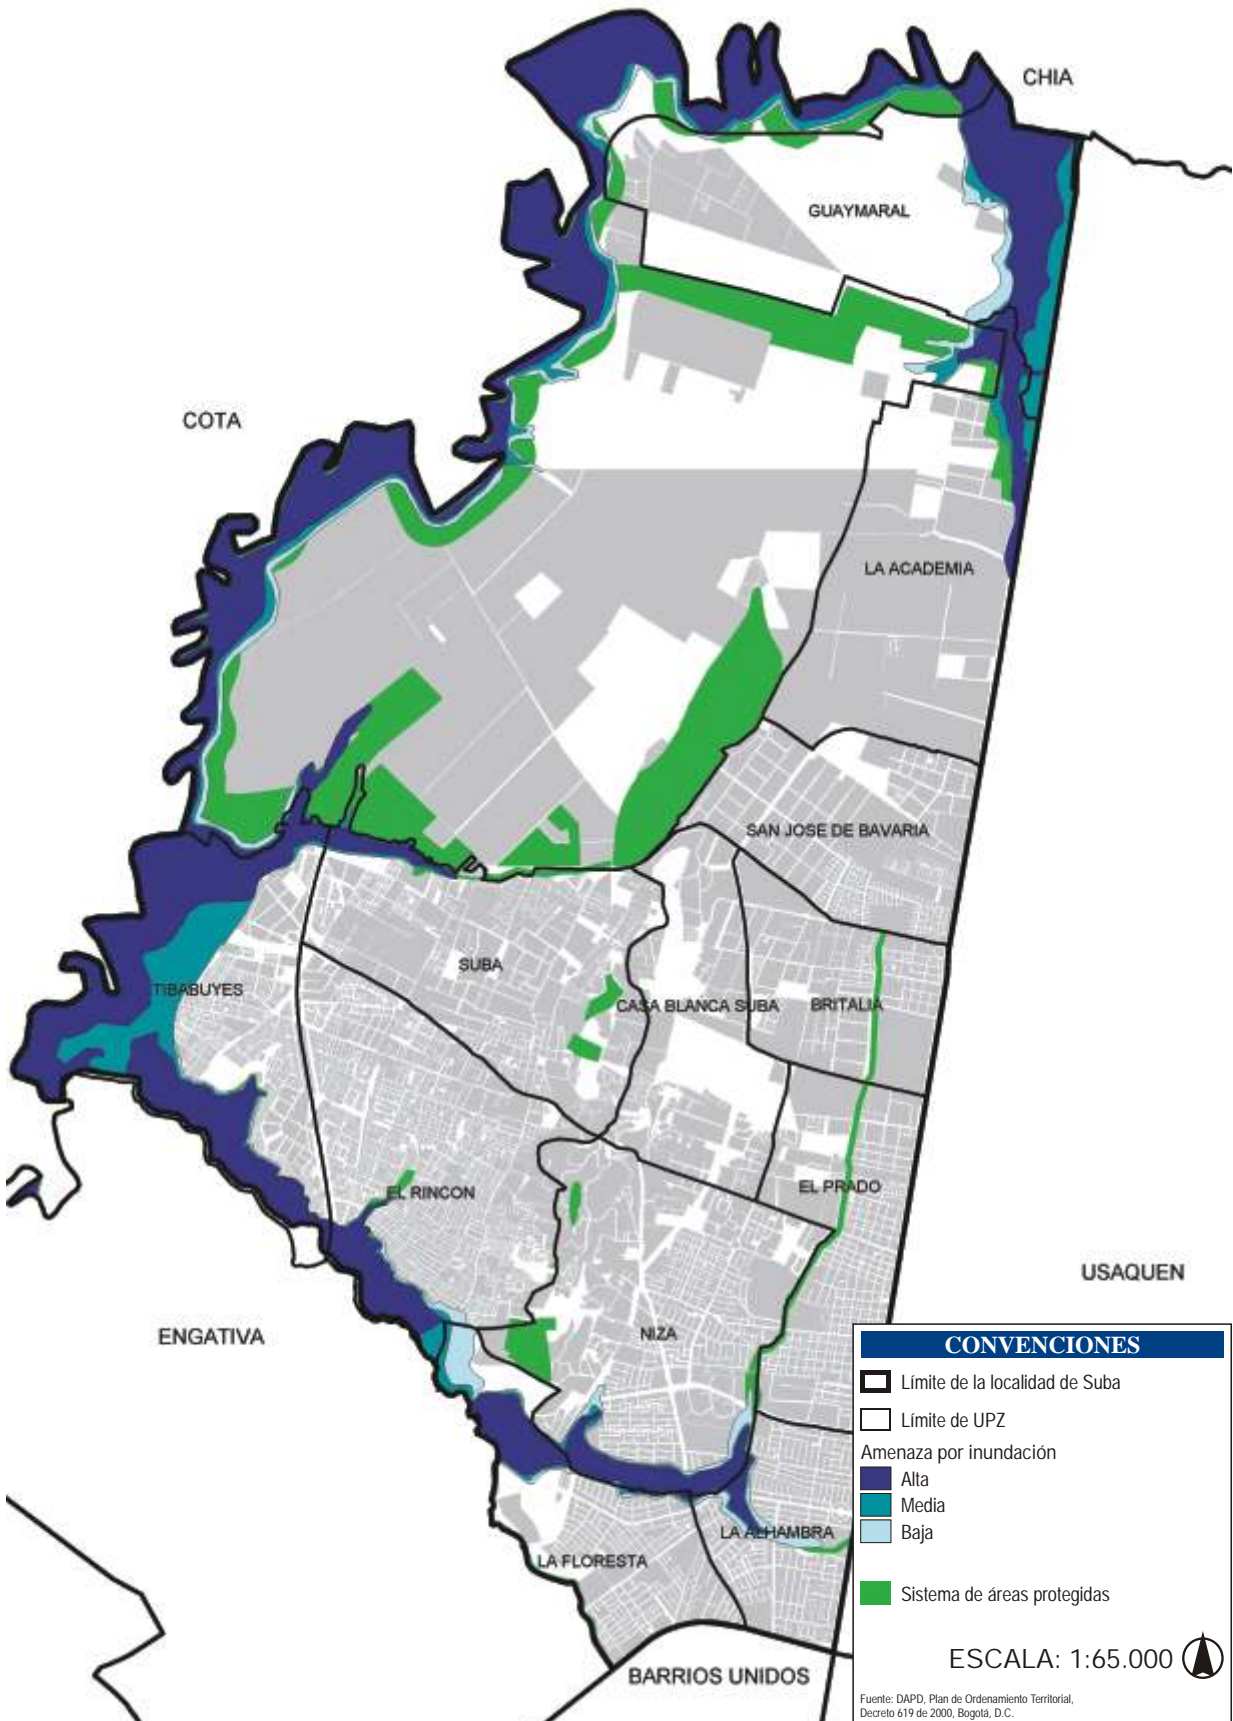 CHIA
GUAYMARAL
COTA
LA ACADEMIA
SAN JOSE DE BAVARIA
SUBA
TIBABUYES
CASA BLANCA SUBA
BRITALIA
EL RINCON
EL PRADO
USAQUEN
ENGATIVA
NIZA
LA ALHAMBRA
LA FLORESTA
BARRIOS UNIDOS
CONVENCIONES
Límite de la localidad de Suba
Límite de UPZ
Amenaza por inundación
Alta
Media
Baja
Sistema de áreas protegidas
ESCALA: 1:65.000
Fuente: DAPD, Plan de Ordenamiento Territorial,
Decreto 619 de 2000, Bogotá, D.C.